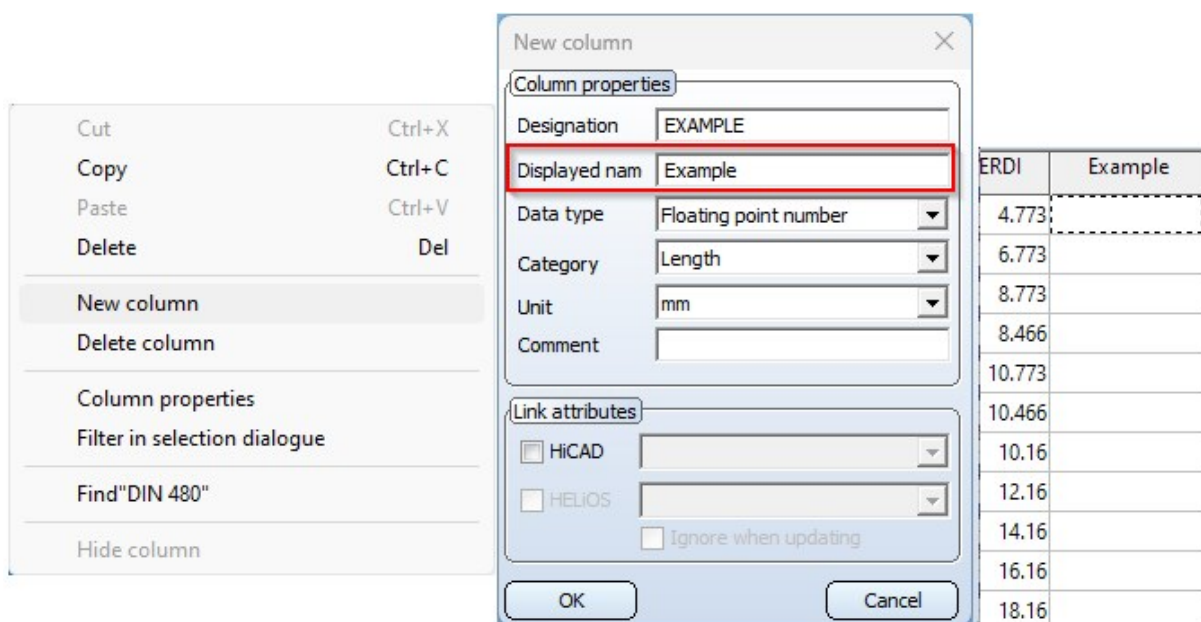 Cut Ctrl+X
Copy Ctrl+C
Paste Ctrl+V
Delete Del
New column
Delete column
Column properties
Filter in selection dialogue
Find"DIN 480"
Hide column
New column
Column properties
Designation EXAMPLE
Displayed nam Example
Data type Floating point number
Category Length
Unit mm
Comment
Link attributes
HiCAD
HELiOS
Ignore when updating
OK Cancel
ERDI Example
4.773
6.773
8.773
8.466
10.773
10.466
10.16
12.16
14.16
16.16
18.16